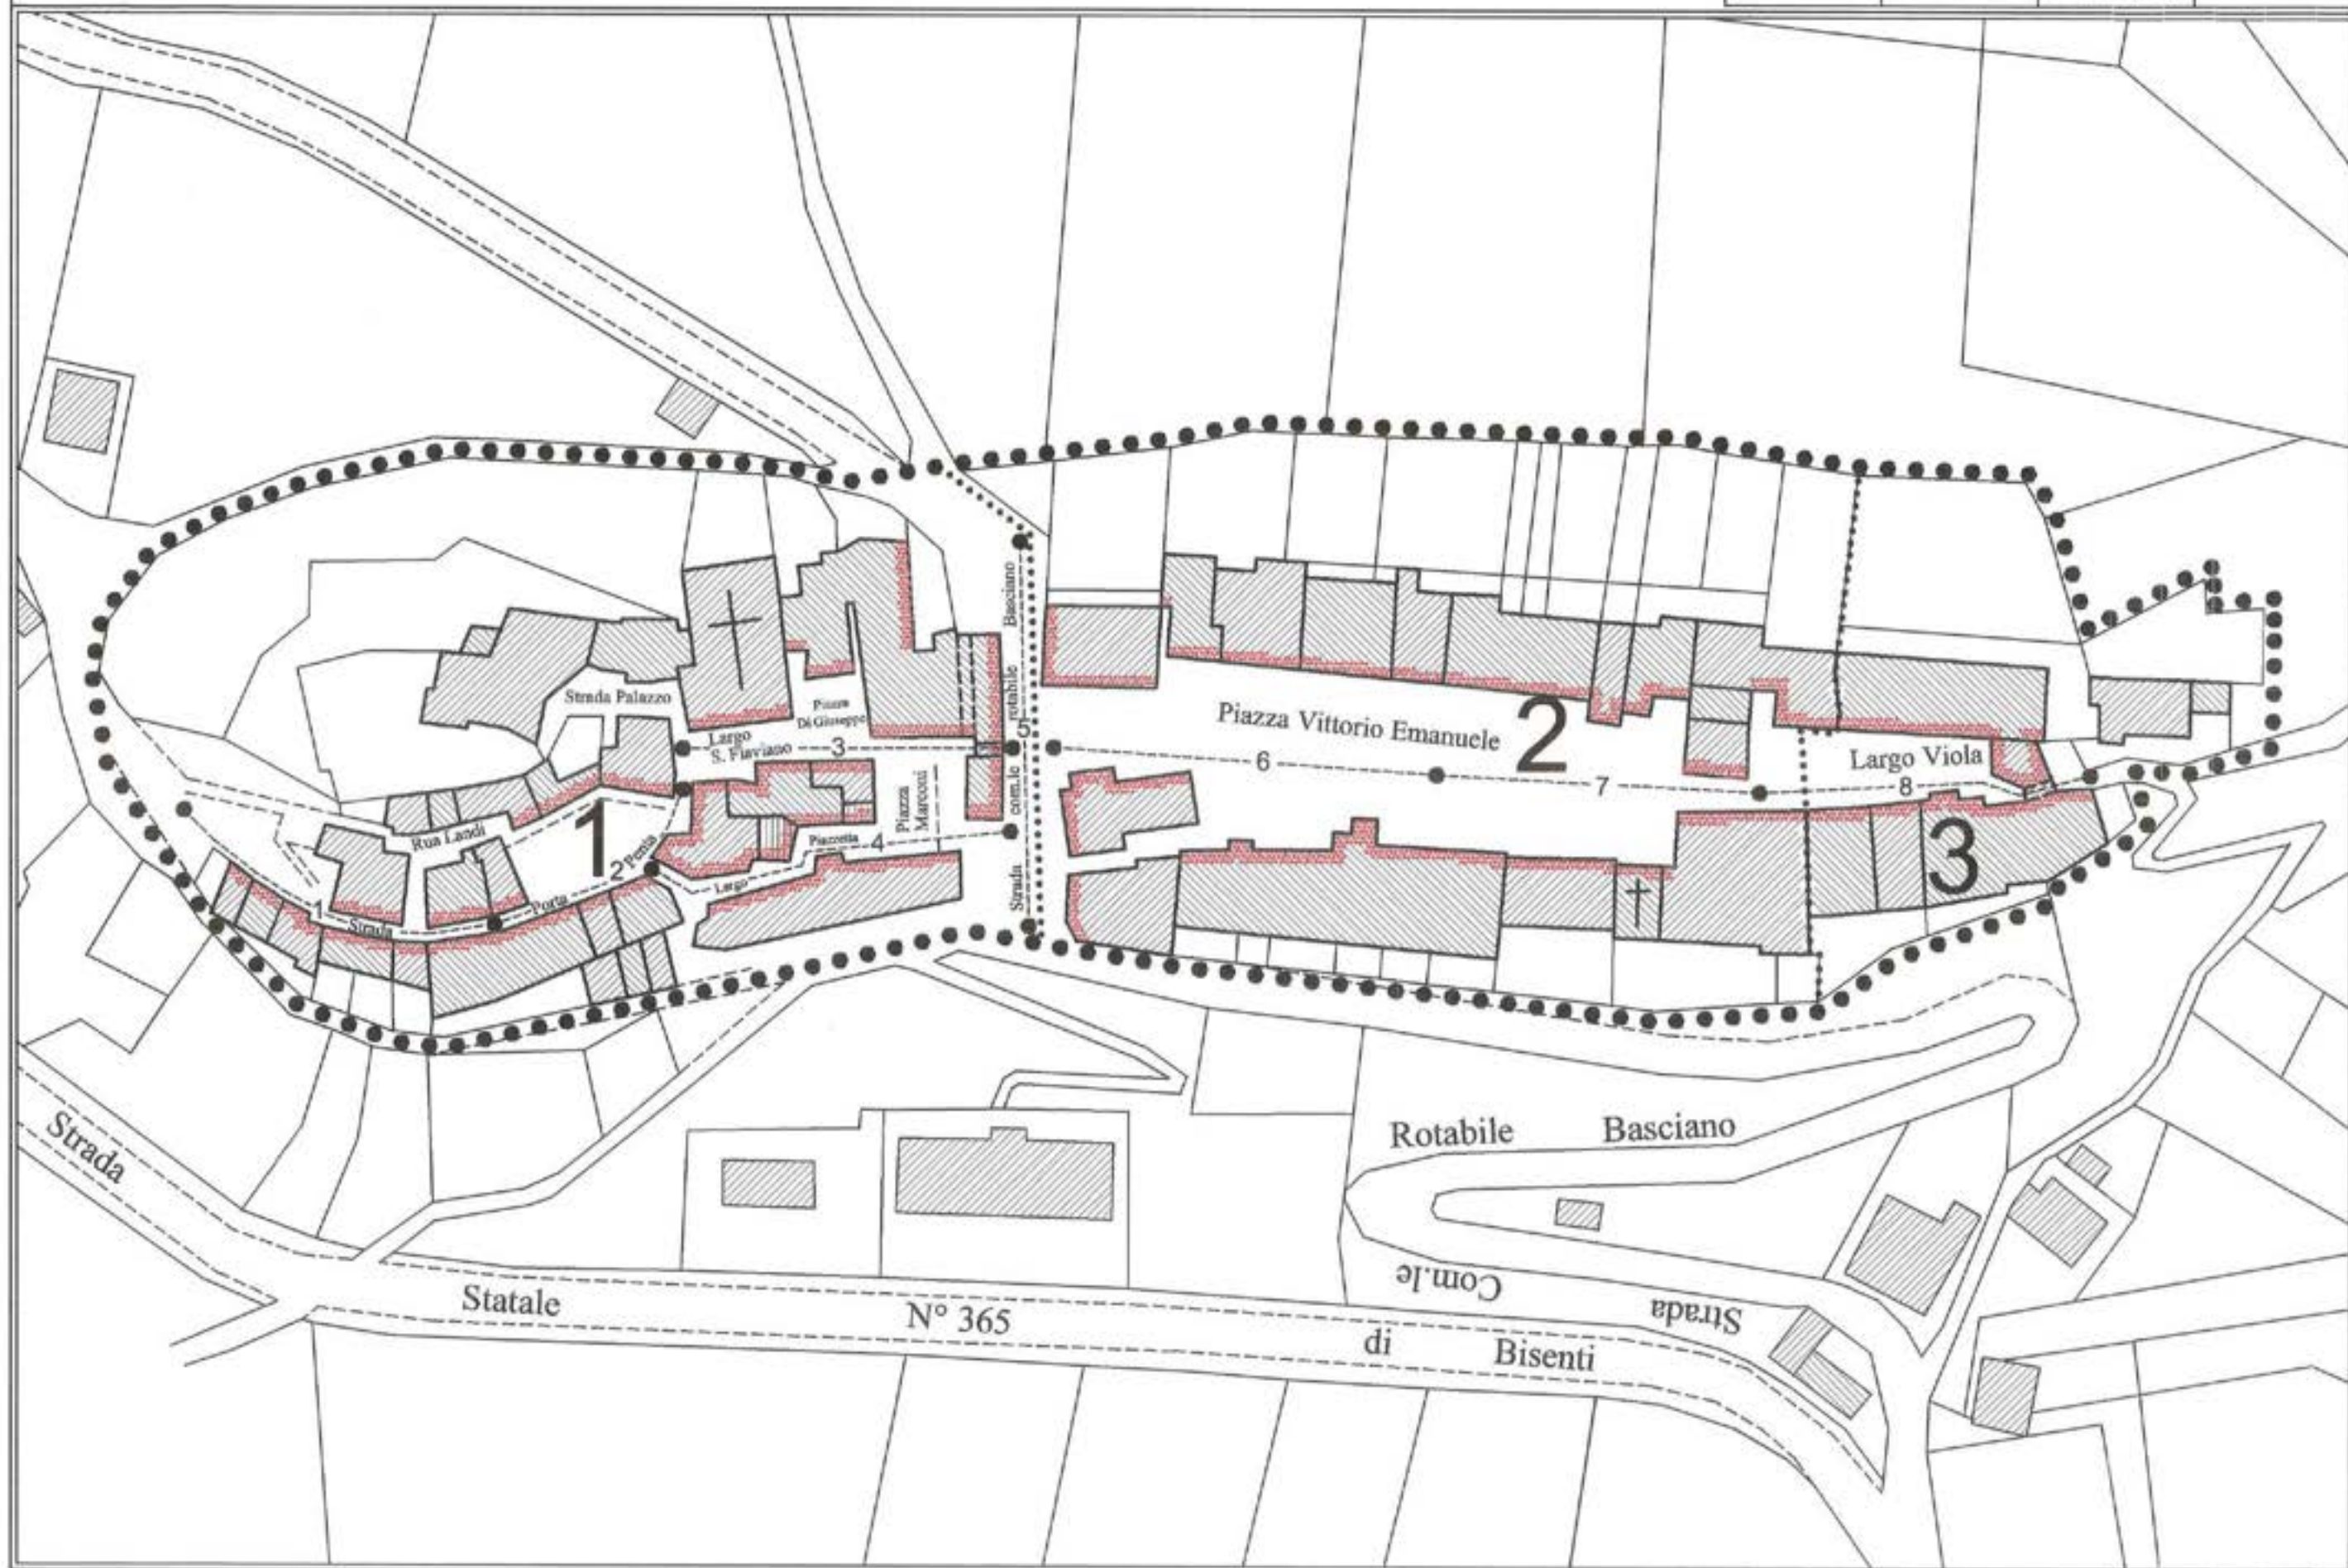 Basciano
rotabile
5
com.le
Strada
Strada Palazzo
Piazza
Di Giuseppe
Largo
S. Flaviano
3
Piazza Vittorio Emanuele
2
6
7
Largo Viola
8
Piazza
Marconi
Rua Landi
1
2
Penta
Porta
Piazzetta
4
Largo
1
Strada
3
Rotabile Basciano
Strada
Com.le
Strada
Statale N° 365 di Bisenti